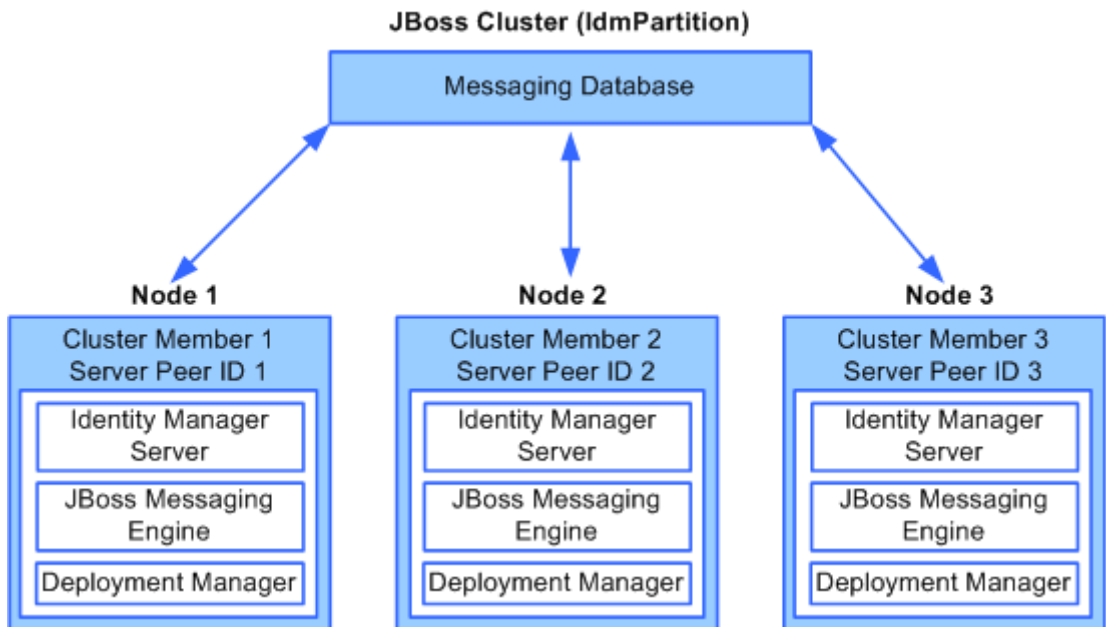 JBoss Cluster (IdmPartition)
Messaging Database
Node 1
Node 2
Node 3
Cluster Member 1
Server Peer ID 1
Identity Manager
Server
JBoss Messaging
Engine
Deployment Manager
Cluster Member 2
Server Peer ID 2
Identity Manager
Server
JBoss Messaging
Engine
Deployment Manager
Cluster Member 3
Server Peer ID 3
Identity Manager
Server
JBoss Messaging
Engine
Deployment Manager